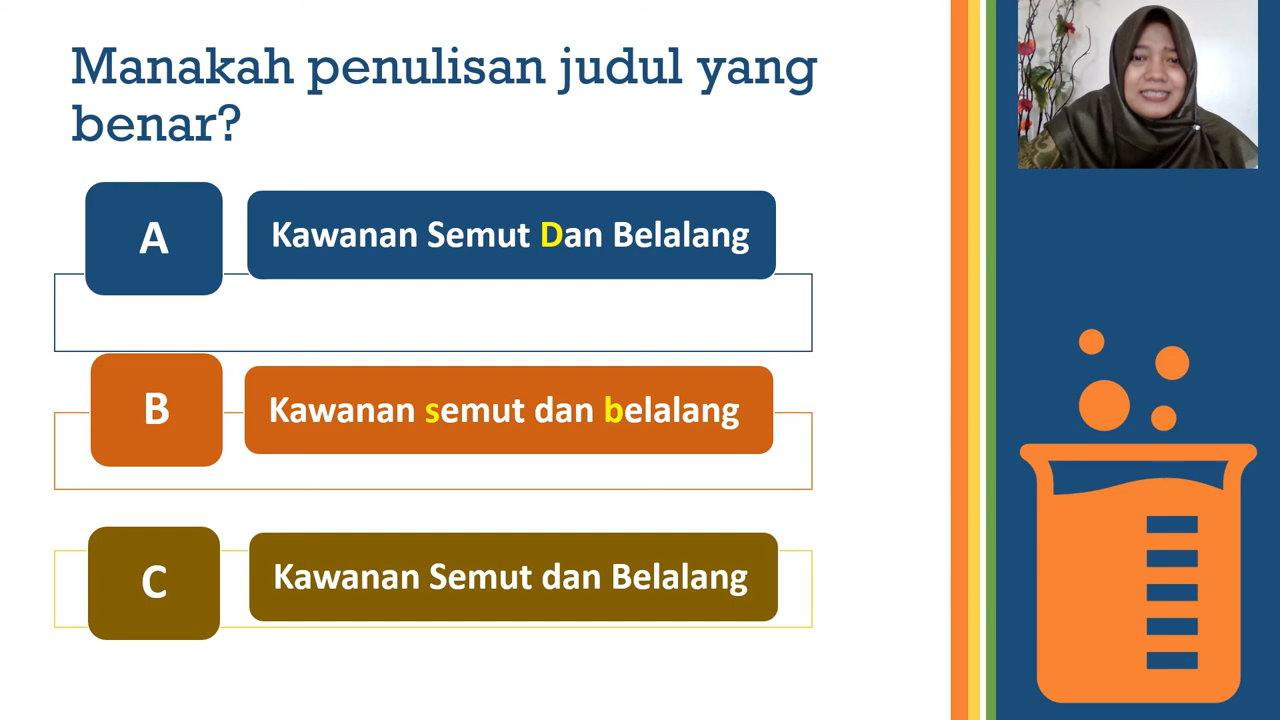 Manakah penulisan judul yang
benar?
A
Kawanan Semut Dan Belalang
B
Kawanan semut dan belalang
C
Kawanan Semut dan Belalang